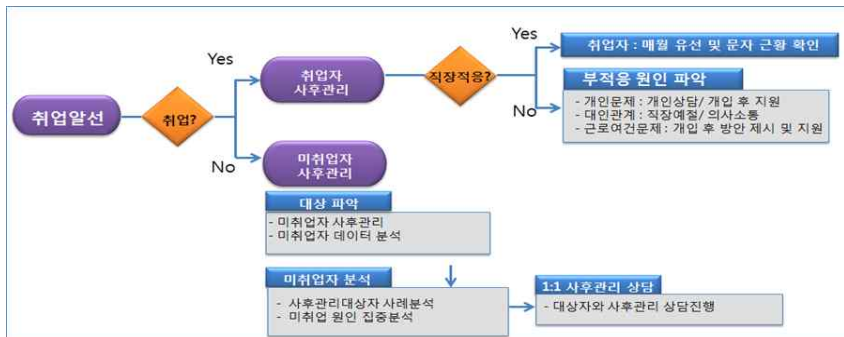 취업알선
취업?
Yes
No
취업자
사후관리
직장적응?
Yes
No
취업자 : 매월 유선 및 문자 근황 확인
부적응 원인 파악
- 개인문제 : 개인상담/ 개입 후 지원
- 대인관계 : 직장예절/ 의사소통
- 근로여건문제 : 개입 후 방안 제시 및 지원
미취업자
사후관리
대상 파악
- 미취업자 사후관리
- 미취업자 데이터 분석
미취업자 분석
- 사후관리대상자 사례분석
- 미취업 원인 집중분석
1:1 사후관리 상담
- 대상자와 사후관리 상담진행